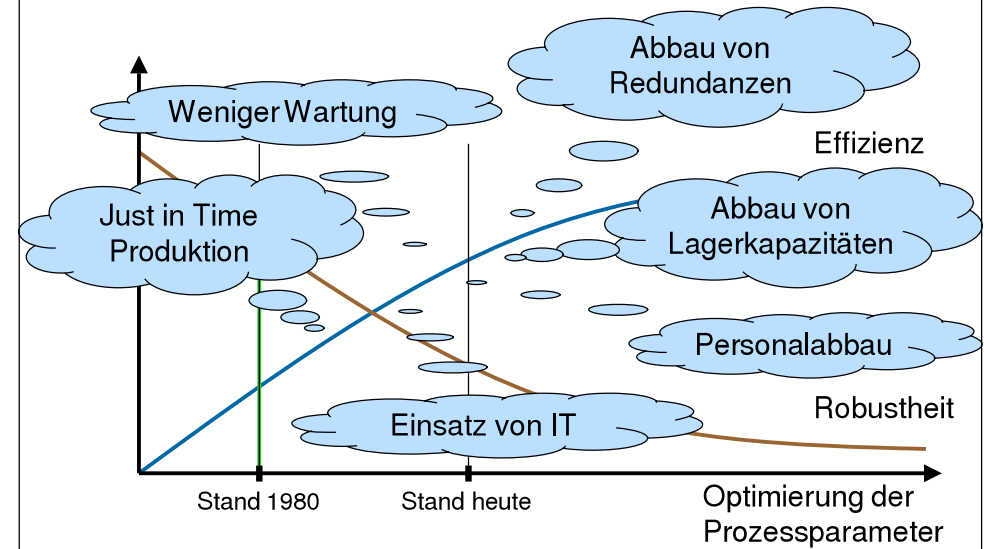 Abbau von
Redundanzen
Weniger Wartung
Effizienz
Just in Time
Produktion
Abbau von
Lagerkapazitäten
Personalabbau
Robustheit
Einsatz von IT
Stand 1980
Stand heute
Optimierung der
Prozessparameter